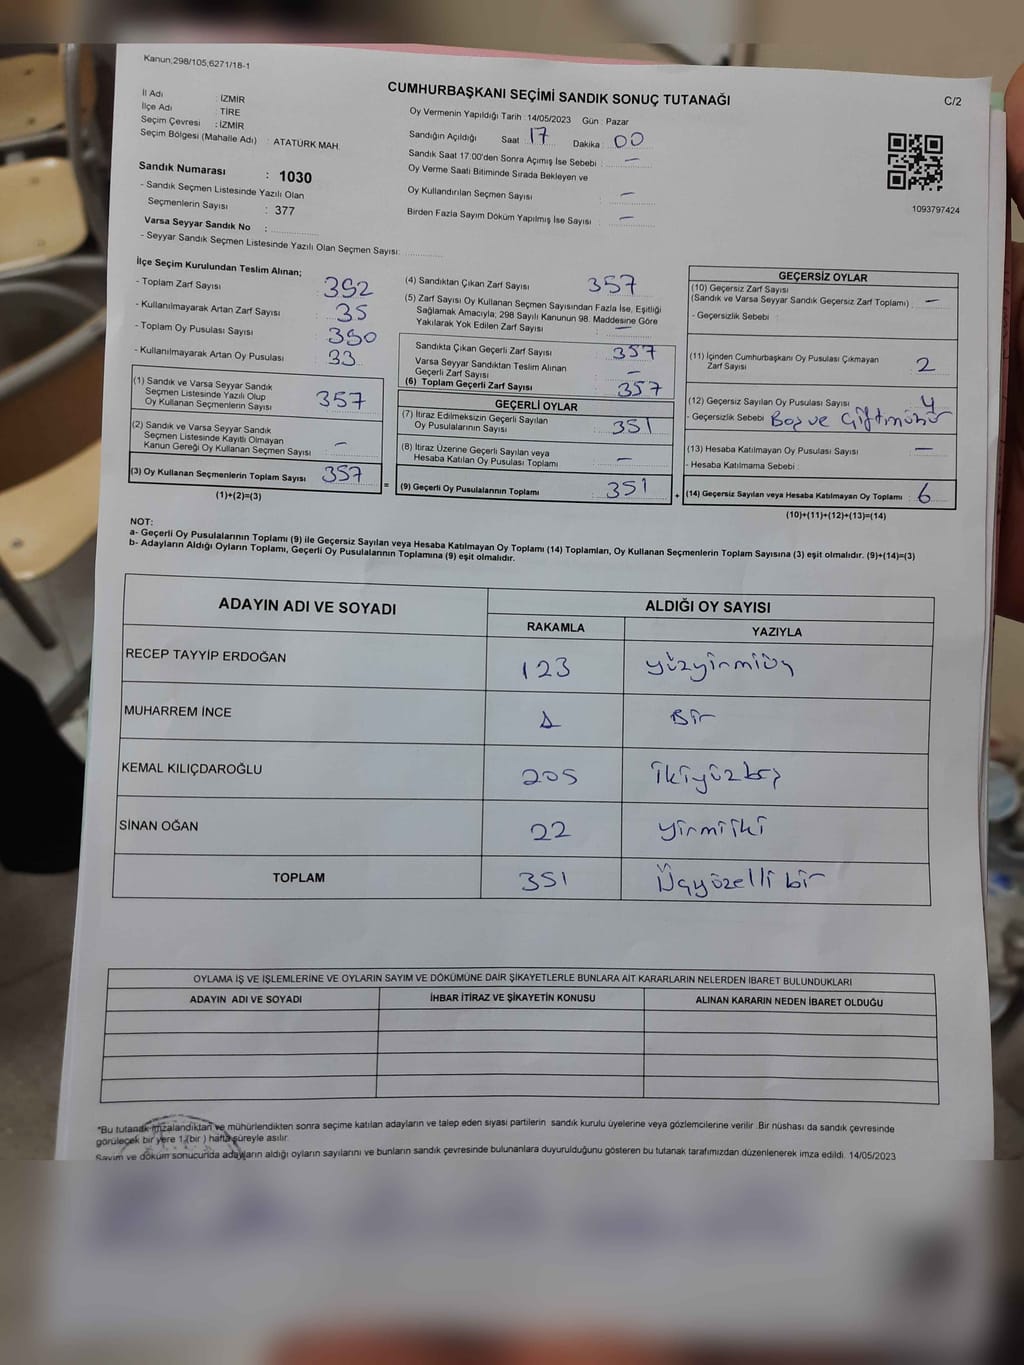 Kanun,298/105,6271/18-1
C/2
CUMHURBAŞKANI SEÇİMİ SANDIK SONUÇ TUTANAĞI
İl Adı : İZMİR
İlçe Adı : TİRE
Seçim Çevresi : İZMİR
Seçim Bölgesi (Mahalle Adı) : ATATÜRK MAH.
Oy Vermenin Yapıldığı Tarih : 14/05/2023 Gün : Pazar
Sandığın Açıldığı Saat 17 Dakika : 00
Sandık Saat 17:00'den Sonra Açımış İse Sebebi : —
Oy Verme Saati Bitiminde Sırada Bekleyen ve
Oy Kullandırılan Seçmen Sayısı : —
Birden Fazla Sayım Döküm Yapılmış İse Sayısı : —
1093797424
Sandık Numarası : 1030
- Sandık Seçmen Listesinde Yazılı Olan
Seçmenlerin Sayısı : 377
Varsa Seyyar Sandık No :
- Seyyar Sandık Seçmen Listesinde Yazılı Olan Seçmen Sayısı:
İlçe Seçim Kurulundan Teslim Alınan;
- Toplam Zarf Sayısı : 392
- Kullanılmayarak Artan Zarf Sayısı : 35
- Toplam Oy Pusulası Sayısı : 390
- Kullanılmayarak Artan Oy Pusulası : 33
(1) Sandık ve Varsa Seyyar Sandık
Seçmen Listesinde Yazılı Olup
Oy Kullanan Seçmenlerin Sayısı : 357
(2) Sandık ve Varsa Seyyar Sandık
Seçmen Listesinde Kayıtlı Olmayan
Kanun Gereği Oy Kullanan Seçmen Sayısı : —
(3) Oy Kullanan Seçmenlerin Toplam Sayısı : 357
(1)+(2)=(3)
=
(4) Sandıktan Çıkan Zarf Sayısı : 357
(5) Zarf Sayısı Oy Kullanan Seçmen Sayısından Fazla İse, Eşitliği
Sağlamak Amacıyla; 298 Sayılı Kanunun 98. Maddesine Göre
Yakılarak Yok Edilen Zarf Sayısı : —
Sandıkta Çıkan Geçerli Zarf Sayısı : 357
Varsa Seyyar Sandıktan Teslim Alınan
Geçerli Zarf Sayısı : —
(6) Toplam Geçerli Zarf Sayısı : 357
GEÇERLİ OYLAR
(7) İtiraz Edilmeksizin Geçerli Sayılan
Oy Pusulalarının Sayısı : 351
(8) İtiraz Üzerine Geçerli Sayılan veya
Hesaba Katılan Oy Pusulası Toplamı : —
(9) Geçerli Oy Pusulalarının Toplamı : 351
+
GEÇERSİZ OYLAR
(10) Geçersiz Zarf Sayısı
(Sandık ve Varsa Seyyar Sandık Geçersiz Zarf Toplamı) : —
- Geçersizlik Sebebi :
(11) İçinden Cumhurbaşkanı Oy Pusulası Çıkmayan
Zarf Sayısı : 2
(12) Geçersiz Sayılan Oy Pusulası Sayısı : 4
- Geçersizlik Sebebi Boş ve Çiftmühür
(13) Hesaba Katılmayan Oy Pusulası Sayısı : —
- Hesaba Katılmama Sebebi :
(14) Geçersiz Sayılan veya Hesaba Katılmayan Oy Toplamı : 6
(10)+(11)+(12)+(13)=(14)
NOT:
a- Geçerli Oy Pusulalarının Toplamı (9) ile Geçersiz Sayılan veya Hesaba Katılmayan Oy Toplamı (14) Toplamları, Oy Kullanan Seçmenlerin Toplam Sayısına (3) eşit olmalıdır. (9)+(14)=(3)
b- Adayların Aldığı Oyların Toplamı, Geçerli Oy Pusulalarının Toplamına (9) eşit olmalıdır.
ADAYIN ADI VE SOYADI
ALDIĞI OY SAYISI
RAKAMLA YAZIYLA
RECEP TAYYİP ERDOĞAN 123 yüzyirmiüç
MUHARREM İNCE 1 Bir
KEMAL KILIÇDAROĞLU 205 ikiyüzbeş
SİNAN OĞAN 22 yirmiiki
TOPLAM 351 Üçyüzelli bir
OYLAMA İŞ VE İŞLEMLERİNE VE OYLARIN SAYIM VE DÖKÜMÜNE DAİR ŞİKAYETLERLE BUNLARA AİT KARARLARIN NELERDEN İBARET BULUNDUKLARI
ADAYIN ADI VE SOYADI İHBAR İTİRAZ VE ŞİKAYETİN KONUSU ALINAN KARARIN NEDEN İBARET OLDUĞU
*Bu tutanak imzalandıktan ve mühürlendikten sonra seçime katılan adayların ve talep eden siyasi partilerin sandık kurulu üyelerine veya gözlemcilerine verilir .Bir nüshası da sandık çevresinde
görülecek bir yere 1 (bir ) hafta süreyle asılır.
Sayım ve döküm sonucunda adayların aldığı oyların sayılarını ve bunların sandık çevresinde bulunanlara duyurulduğunu gösteren bu tutanak tarafımızdan düzenlenerek imza edildi. 14/05/2023